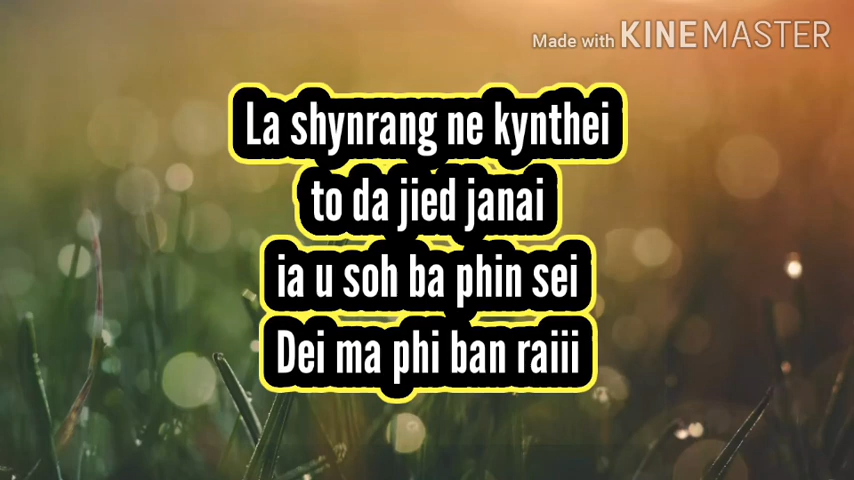 Made with KINEMASTER
La shynrang ne kynthei
to da jied janai
ia u soh ba phin sei
Dei ma phi ban raiii